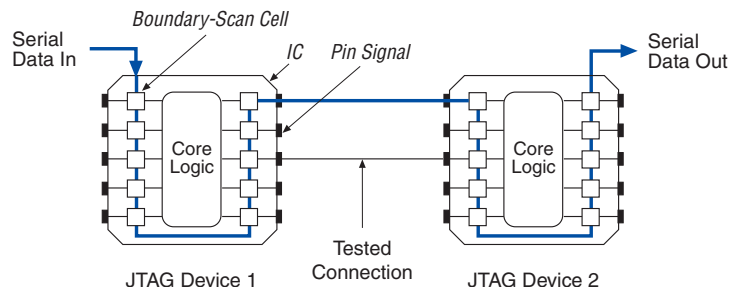 Boundary-Scan Cell
Serial
Data In
IC
Pin Signal
Serial
Data Out
Core
Logic
Core
Logic
Tested
Connection
JTAG Device 1
JTAG Device 2